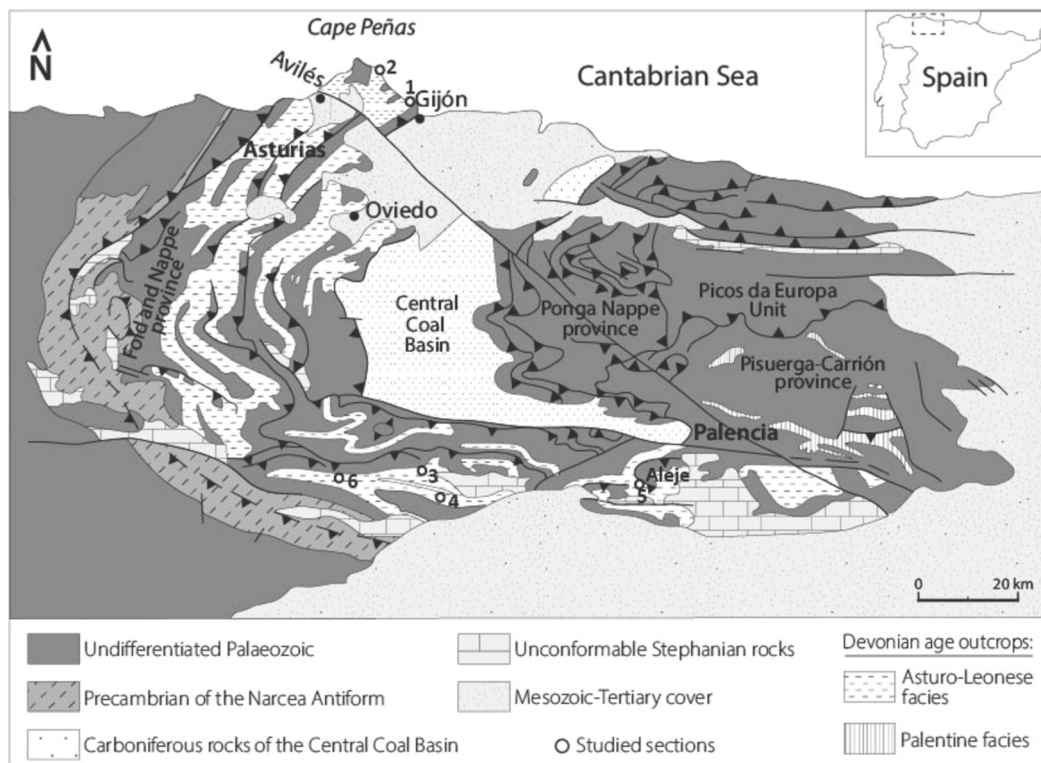 Cape Peñas
N
Avilés
2
1
Gijón
Cantabrian Sea
Spain
Asturias
Oviedo
Fold and Nappe
province
Central
Coal
Basin
Ponga Nappe
province
Picos da Europa
Unit
Pisuerga-Carrión
province
Palencia
6
3
4
Aleje
5
0 20 km
Undifferentiated Palaeozoic
Precambrian of the Narcea Antiform
Carboniferous rocks of the Central Coal Basin
Unconformable Stephanian rocks
Mesozoic-Tertiary cover
Studied sections
Devonian age outcrops:
Asturo-Leonese
facies
Palentine facies